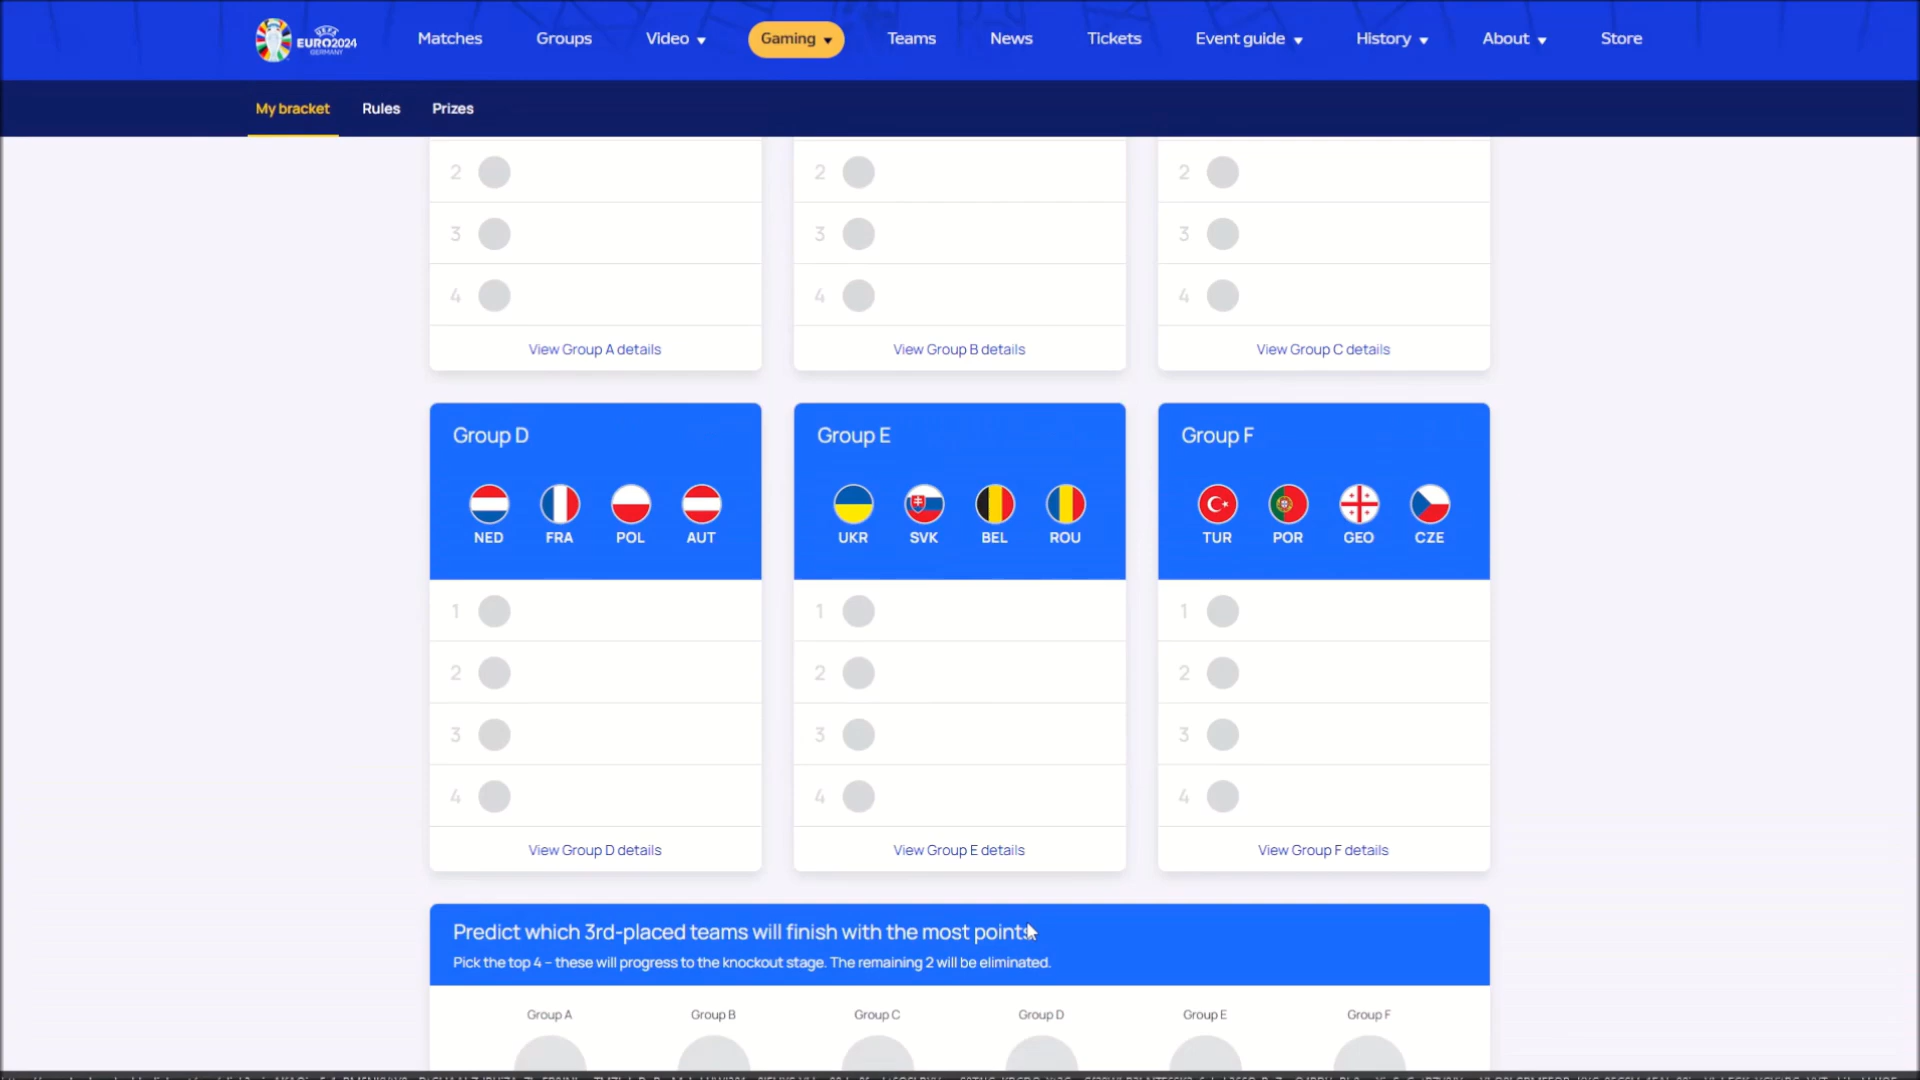 UEFA
EURO2024
GERMANY
Matches
Groups
Video
Gaming
Teams
News
Tickets
Event guide
History
About
Store
My bracket
Rules
Prizes
2
2
2
3
3
3
4
4
4
View Group A details
View Group B details
View Group C details
Group D
Group E
Group F
NED FRA POL AUT
UKR SVK BEL ROU
TUR POR GEO CZE
1
1
1
2
2
2
3
3
3
4
4
4
View Group D details
View Group E details
View Group F details
Predict which 3rd-placed teams will finish with the most points
Pick the top 4 – these will progress to the knockout stage. The remaining 2 will be eliminated.
Group A
Group B
Group C
Group D
Group E
Group F